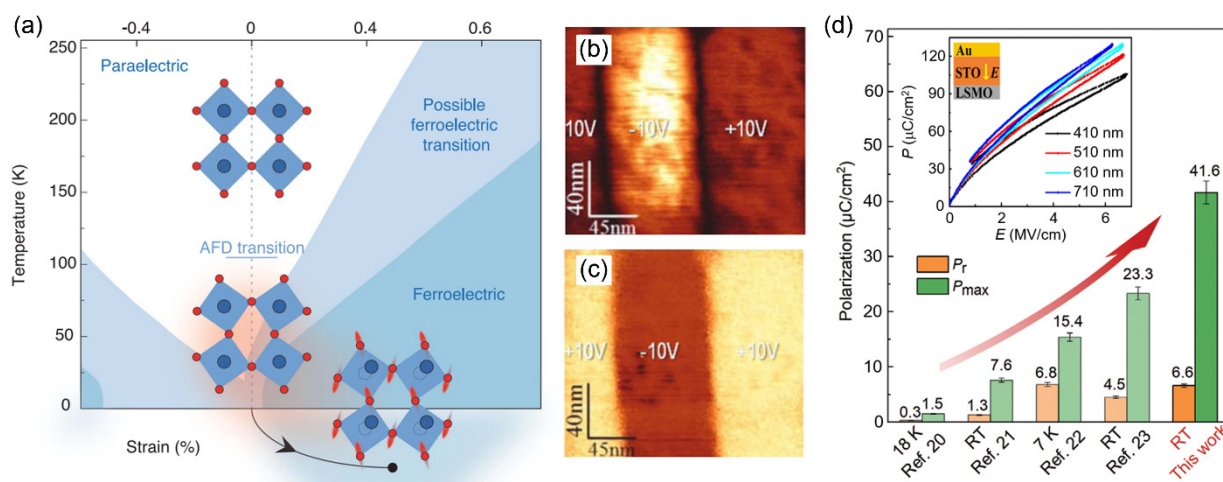 (a)
-0.4
0
0.4
0.6
250
200
150
100
50
0
Temperature (K)
Paraelectric
Possible
ferroelectric
transition
AFD transition
Ferroelectric
Strain (%)
(b)
10V
-10V
+10V
40nm
45nm
(c)
+10V
-10V
+10V
40nm
45nm
(d)
50
40
30
20
10
0
Polarization (μC/cm²)
Au
STO
E
LSMO
120
90
60
30
0
P (μC/cm²)
0
2
4
6
E (MV/cm)
410 nm
510 nm
610 nm
710 nm
Pr
Pmax
0.3
1.5
1.3
7.6
6.8
15.4
4.5
23.3
6.6
41.6
18 K
Ref. 20
RT
Ref. 21
7 K
Ref. 22
RT
Ref. 23
RT
This work